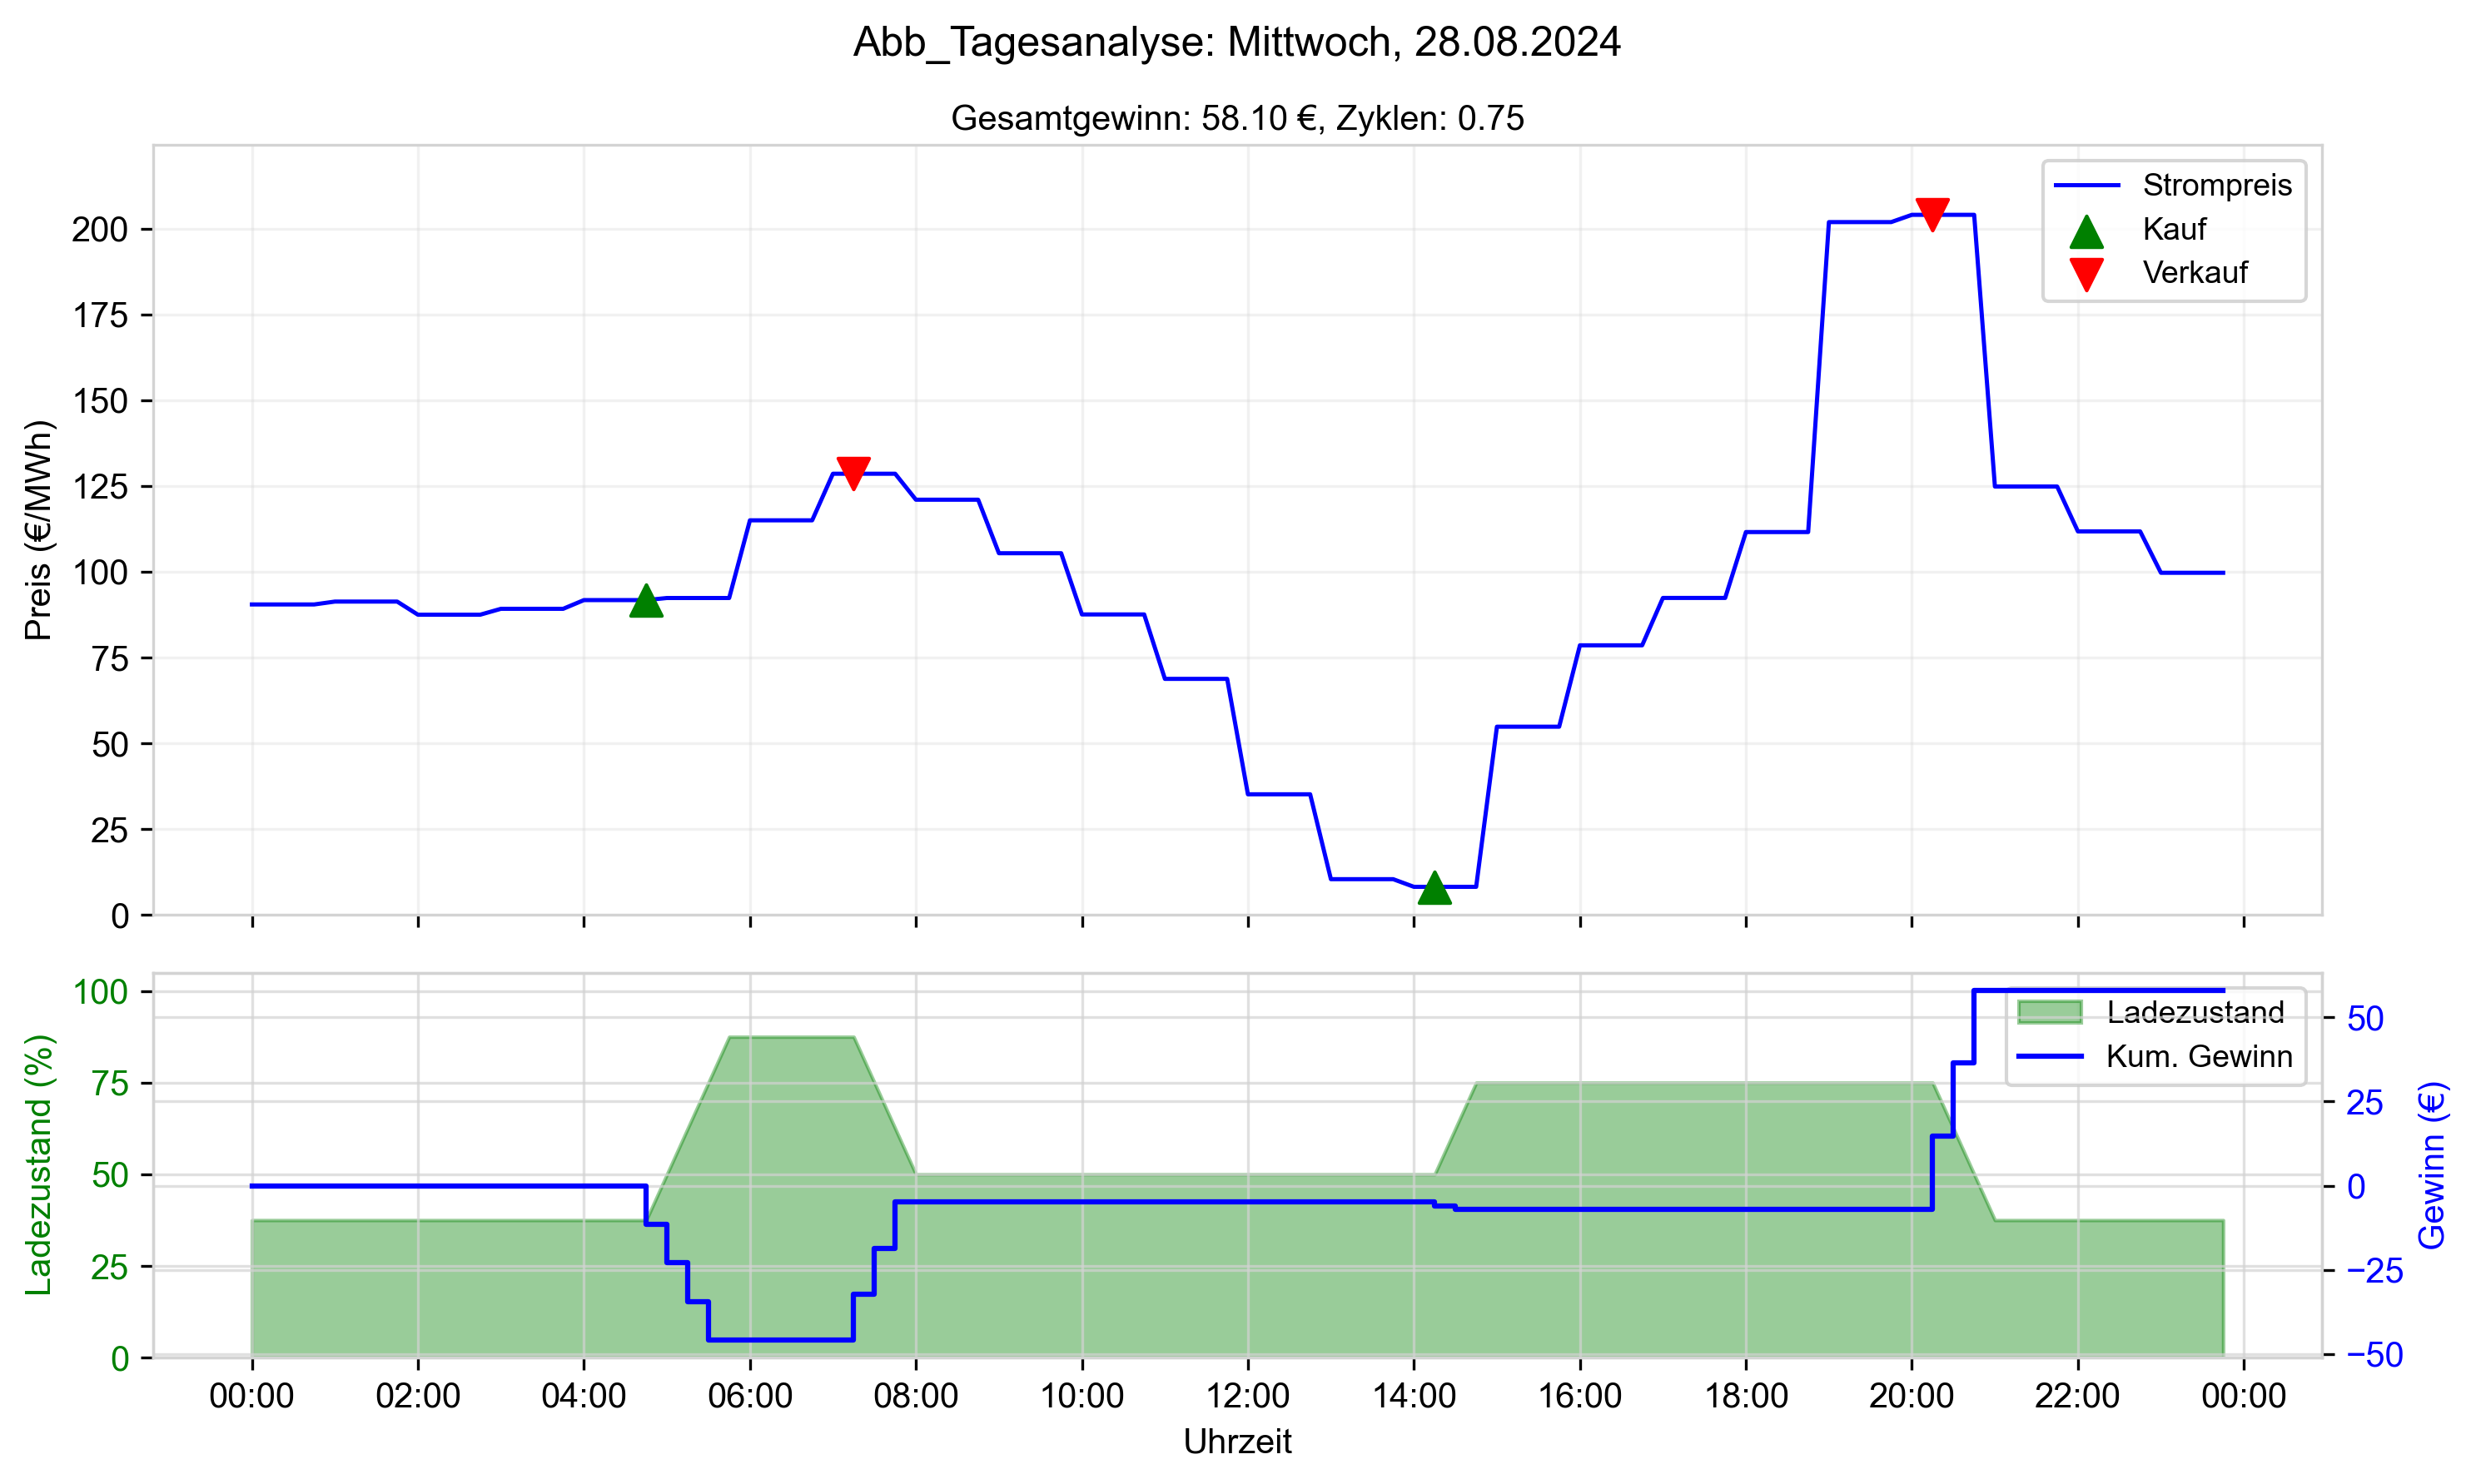 Abb_Tagesanalyse: Mittwoch, 28.08.2024
Gesamtgewinn: 58.10 €, Zyklen: 0.75
Preis (€/MWh)
200
175
150
125
100
75
50
25
0
Strompreis
Kauf
Verkauf
Ladezustand (%)
100
75
50
25
0
Ladezustand
Kum. Gewinn
50
25
0
−25
−50
Gewinn (€)
00:00 02:00 04:00 06:00 08:00 10:00 12:00 14:00 16:00 18:00 20:00 22:00 00:00
Uhrzeit